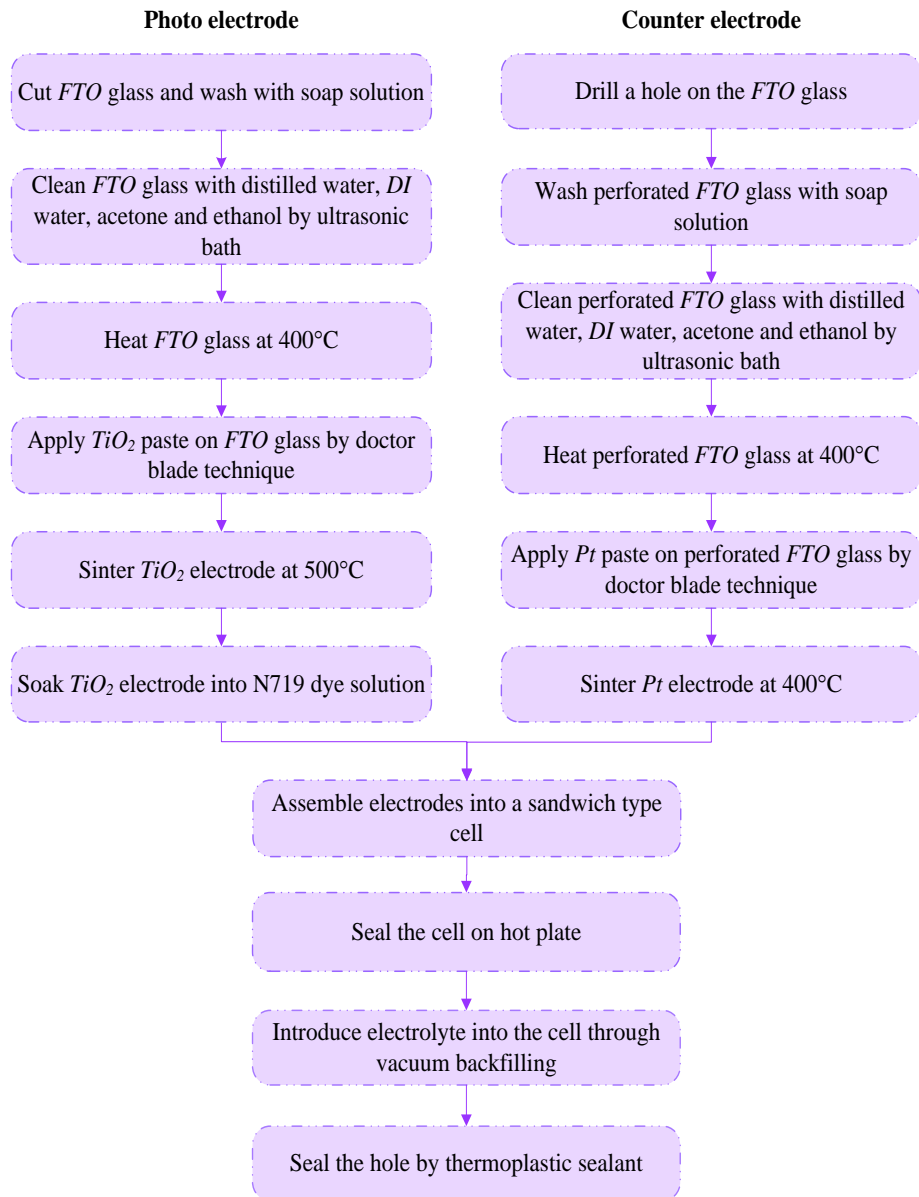 Photo electrode
Cut FTO glass and wash with soap solution
Clean FTO glass with distilled water, DI
water, acetone and ethanol by ultrasonic
bath
Heat FTO glass at 400°C
Apply TiO₂ paste on FTO glass by doctor
blade technique
Sinter TiO₂ electrode at 500°C
Soak TiO₂ electrode into N719 dye solution
Counter electrode
Drill a hole on the FTO glass
Wash perforated FTO glass with soap
solution
Clean perforated FTO glass with distilled
water, DI water, acetone and ethanol by
ultrasonic bath
Heat perforated FTO glass at 400°C
Apply Pt paste on perforated FTO glass by
doctor blade technique
Sinter Pt electrode at 400°C
Assemble electrodes into a sandwich type
cell
Seal the cell on hot plate
Introduce electrolyte into the cell through
vacuum backfilling
Seal the hole by thermoplastic sealant